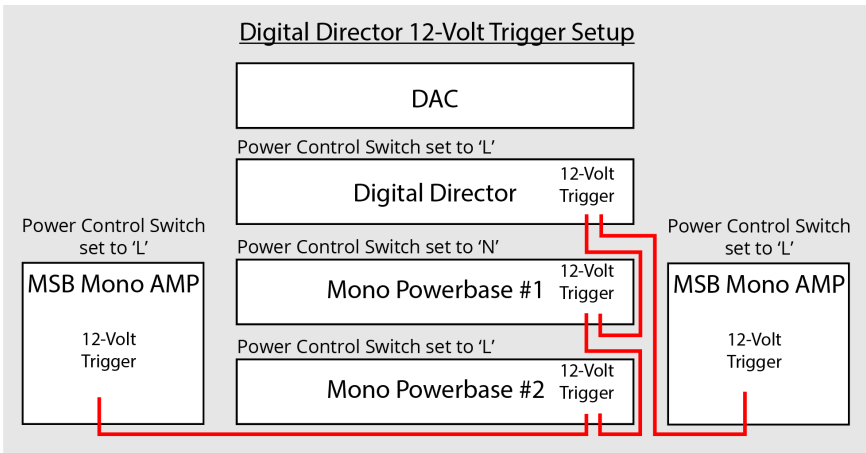 Digital Director 12-Volt Trigger Setup
DAC
Power Control Switch set to ‘L’
Digital Director
12-Volt
Trigger
Power Control Switch
set to ‘L’
MSB Mono AMP
12-Volt
Trigger
Power Control Switch set to ‘N’
Mono Powerbase #1
12-Volt
Trigger
Power Control Switch set to ‘L’
Mono Powerbase #2
12-Volt
Trigger
Power Control Switch
set to ‘L’
MSB Mono AMP
12-Volt
Trigger